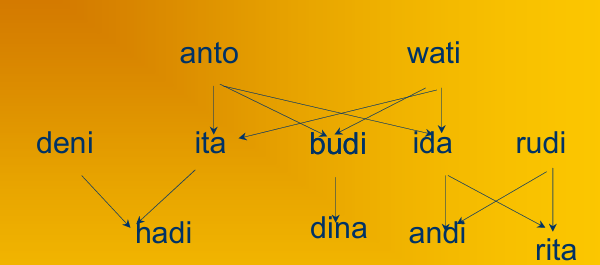 anto wati
deni ita budi ida rudi
hadi dina andi rita